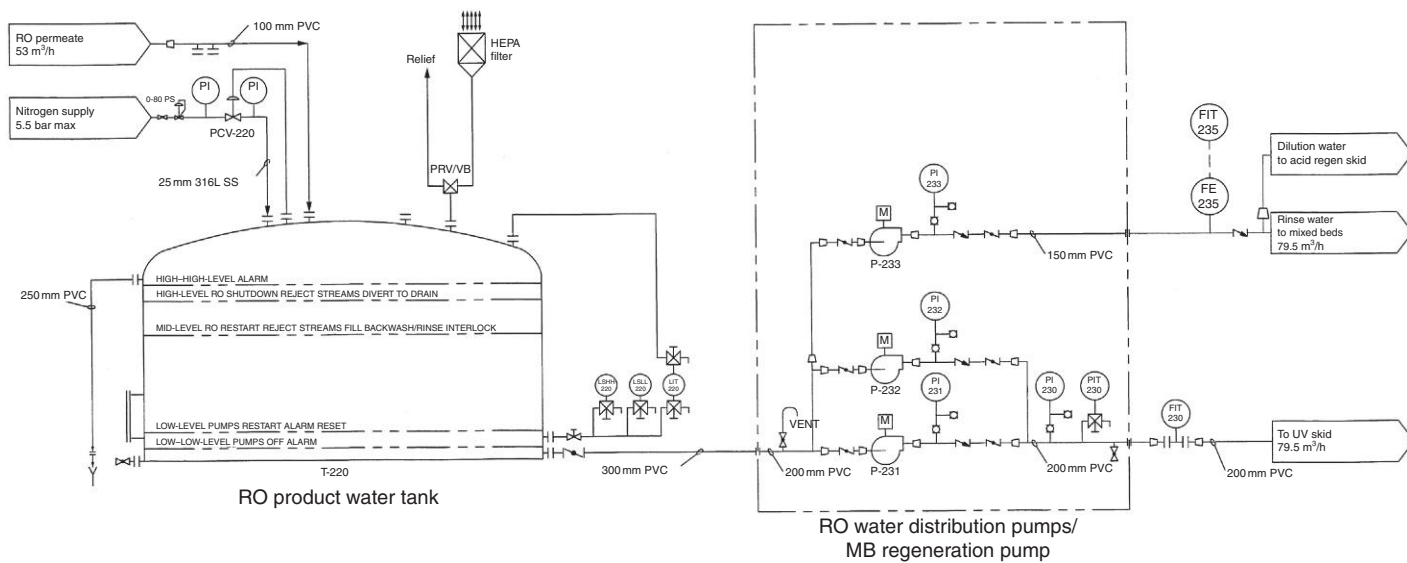 RO permeate
53 m³/h
100 mm PVC
HEPA
filter
Relief
PI
PI
0-80 PS
Nitrogen supply
5.5 bar max
PCV-220
PRV/VB
25 mm 316L SS
HIGH–HIGH-LEVEL ALARM
HIGH-LEVEL RO SHUTDOWN REJECT STREAMS DIVERT TO DRAIN
250 mm PVC
MID-LEVEL RO RESTART REJECT STREAMS FILL BACKWASH/RINSE INTERLOCK
LSHH
220
LSLL
220
LIT
220
LOW-LEVEL PUMPS RESTART ALARM RESET
LOW–LOW-LEVEL PUMPS OFF ALARM
T-220
RO product water tank
300 mm PVC
VENT
200 mm PVC
M
P-233
PI
233
150 mm PVC
M
P-232
PI
232
M
P-231
PI
231
PI
230
PIT
230
200 mm PVC
RO water distribution pumps/
MB regeneration pump
FIT
235
FE
235
Dilution water
to acid regen skid
Rinse water
to mixed beds
79.5 m³/h
FIT
230
200 mm PVC
To UV skid
79.5 m³/h